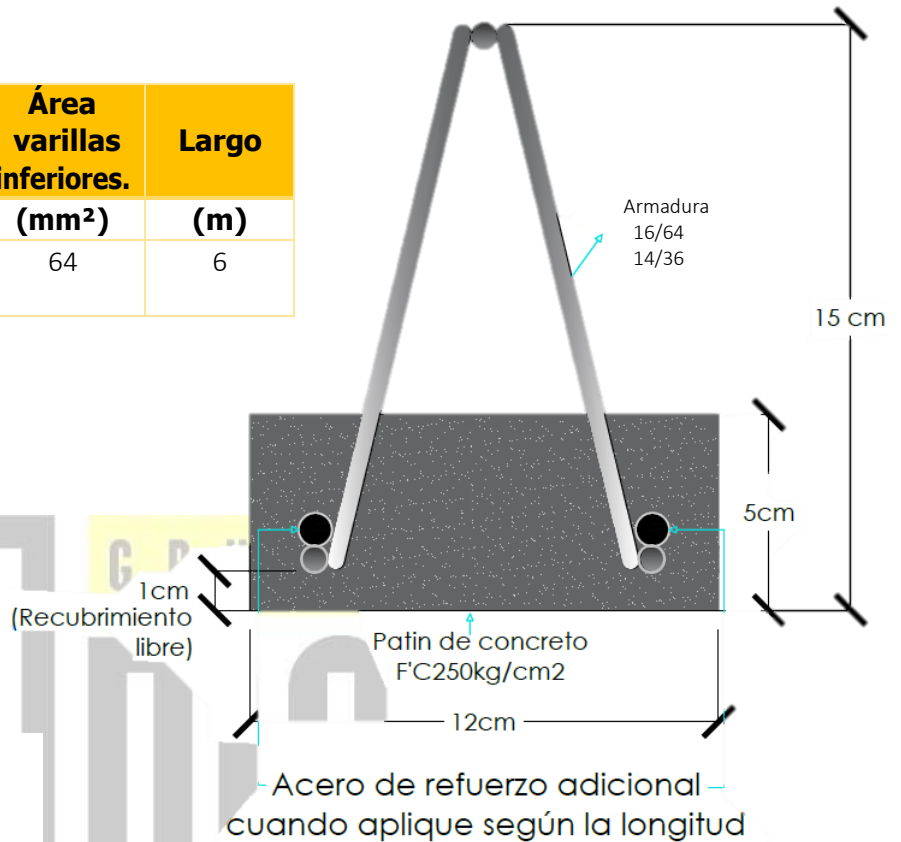 Área
varillas
inferiores.
Largo
(mm²)
(m)
64
6
Armadura
16/64
14/36
15 cm
5cm
1cm
(Recubrimiento
libre)
Patin de concreto
F'C250kg/cm2
12cm
Acero de refuerzo adicional
cuando aplique según la longitud